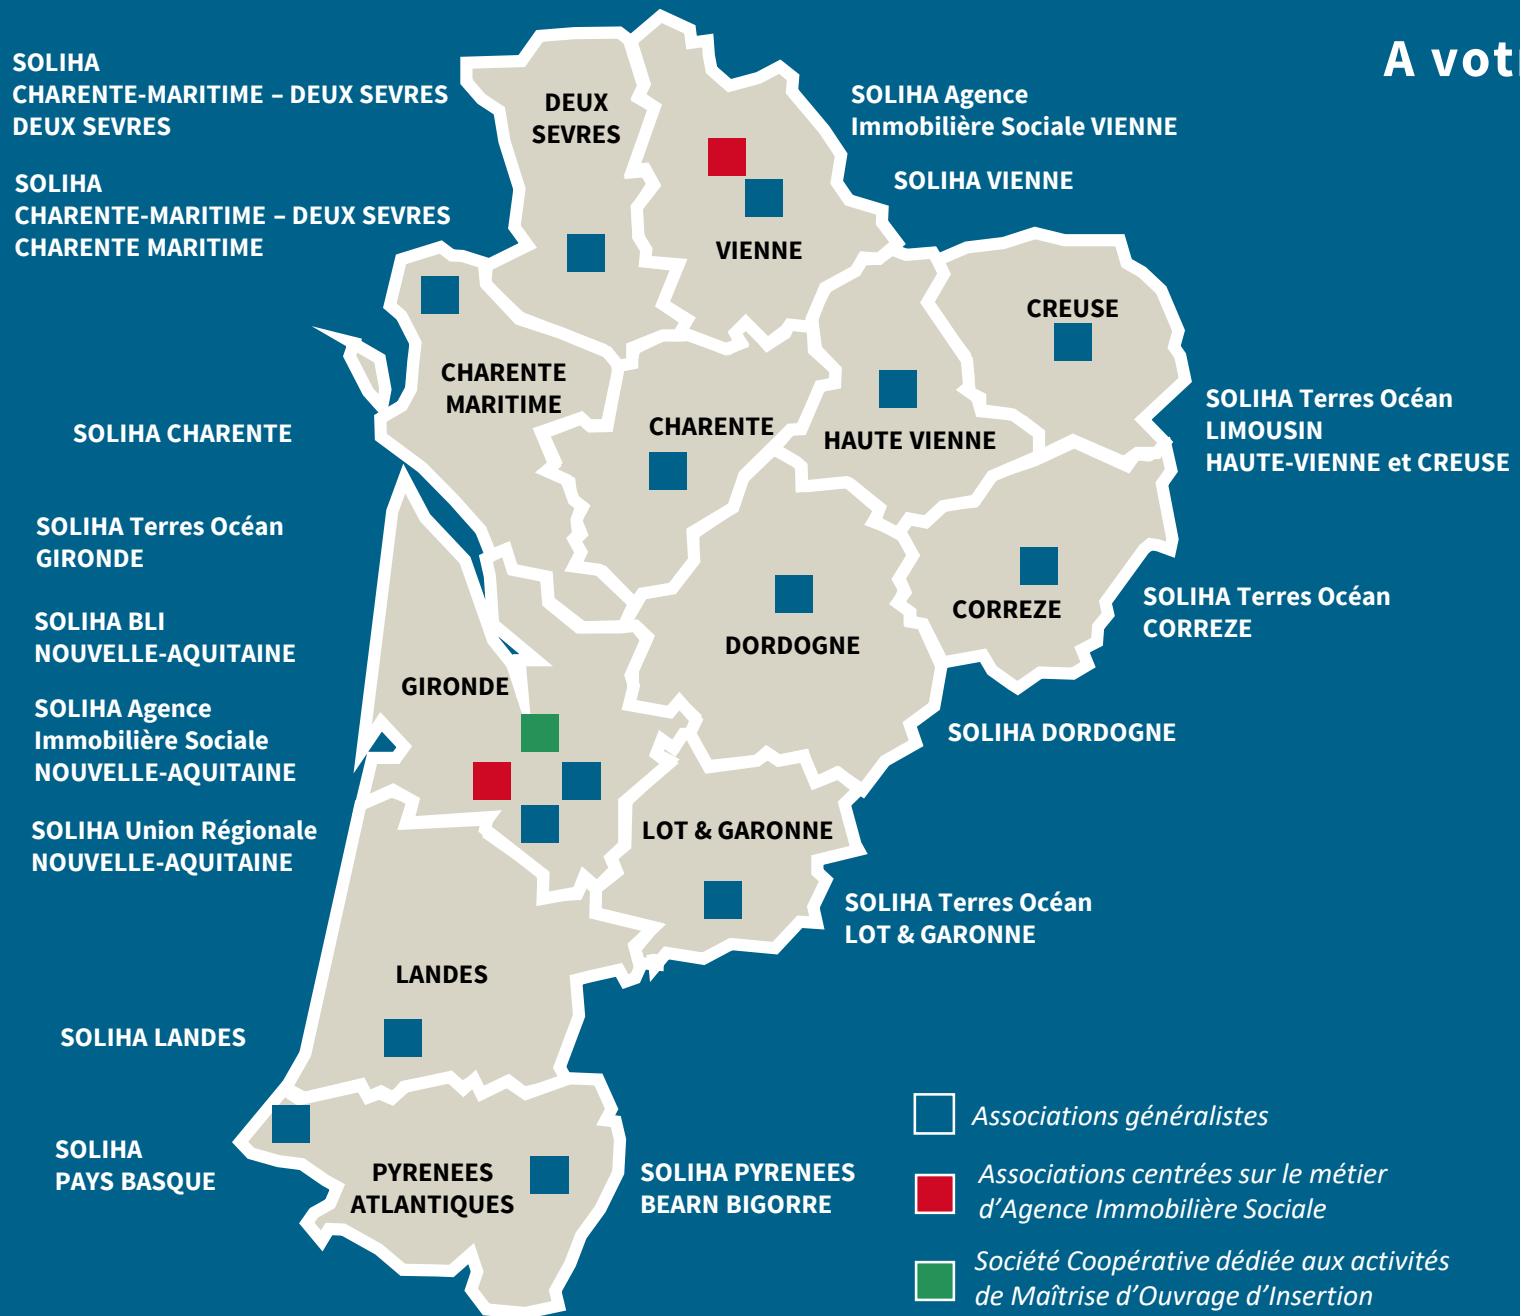 A votr
SOLIHA
CHARENTE-MARITIME – DEUX SEVRES
DEUX SEVRES
SOLIHA
CHARENTE-MARITIME – DEUX SEVRES
CHARENTE MARITIME
SOLIHA CHARENTE
SOLIHA Terres Océan
GIRONDE
SOLIHA BLI
NOUVELLE-AQUITAINE
SOLIHA Agence
Immobilière Sociale
NOUVELLE-AQUITAINE
SOLIHA Union Régionale
NOUVELLE-AQUITAINE
SOLIHA LANDES
SOLIHA
PAYS BASQUE
DEUX
SEVRES
VIENNE
CREUSE
CHARENTE
MARITIME
CHARENTE
HAUTE VIENNE
CORREZE
DORDOGNE
GIRONDE
LOT & GARONNE
LANDES
PYRENEES
ATLANTIQUES
SOLIHA Agence
Immobilière Sociale VIENNE
SOLIHA VIENNE
SOLIHA Terres Océan
LIMOUSIN
HAUTE-VIENNE et CREUSE
SOLIHA Terres Océan
CORREZE
SOLIHA DORDOGNE
SOLIHA Terres Océan
LOT & GARONNE
SOLIHA PYRENEES
BEARN BIGORRE
Associations généralistes
Associations centrées sur le métier
d'Agence Immobilière Sociale
Société Coopérative dédiée aux activités
de Maîtrise d'Ouvrage d'Insertion